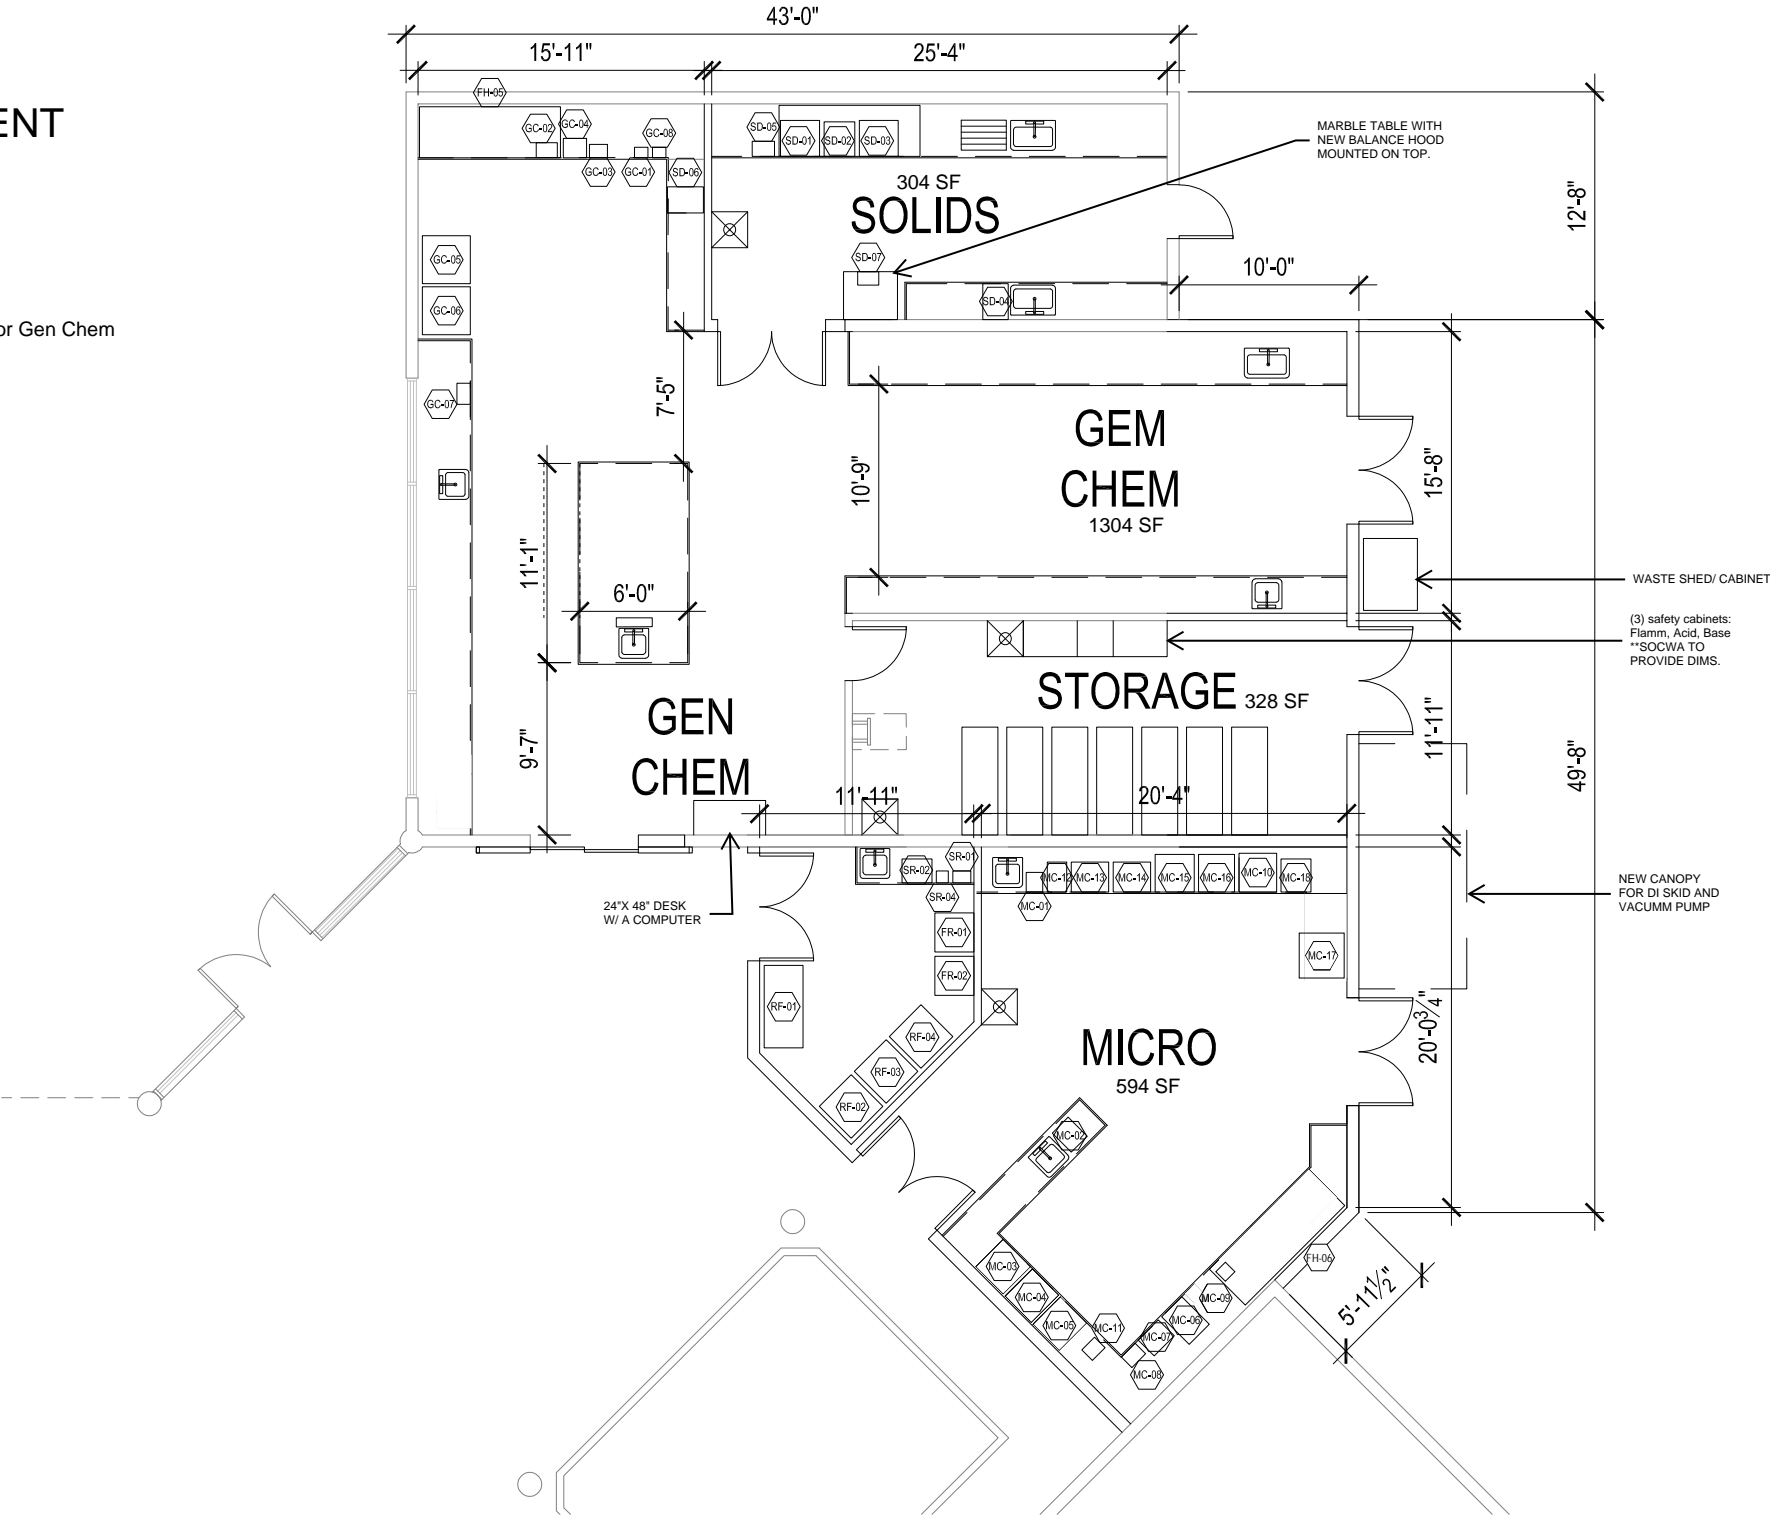 43'-0"
15'-11"
25'-4"
ENT
FH-05
GC-02
GC-04
GC-08
SD-05
SD-01
SD-02
SD-03
MARBLE TABLE WITH
NEW BALANCE HOOD
MOUNTED ON TOP.
GC-03
GC-01
SD-06
304 SF
SOLIDS
12'-8"
GC-05
SD-07
10'-0"
GC-06
SD-04
or Gen Chem
GC-07
7'-5"
GEM
CHEM
1304 SF
10'-9"
15'-8"
11'-1"
6'-0"
WASTE SHED/ CABINET
(3) safety cabinets:
Flamm, Acid, Base
**SOCWA TO
PROVIDE DIMS.
STORAGE 328 SF
GEN
CHEM
9'-7"
11'-11"
49'-8"
11'-11"
20'-4"
SR-01
SR-02
SR-04
MC-12
MC-13
MC-14
MC-15
MC-16
MC-10
MC-18
MC-01
24"X 48" DESK
W/ A COMPUTER
NEW CANOPY
FOR DI SKID AND
VACUMM PUMP
FR-01
FR-02
MC-17
RF-01
RF-04
RF-03
RF-02
MICRO
594 SF
20'-0¾"
MC-02
MC-03
MC-04
MC-05
MC-11
MC-07
MC-06
MC-09
MC-08
FH-06
5'-11½"